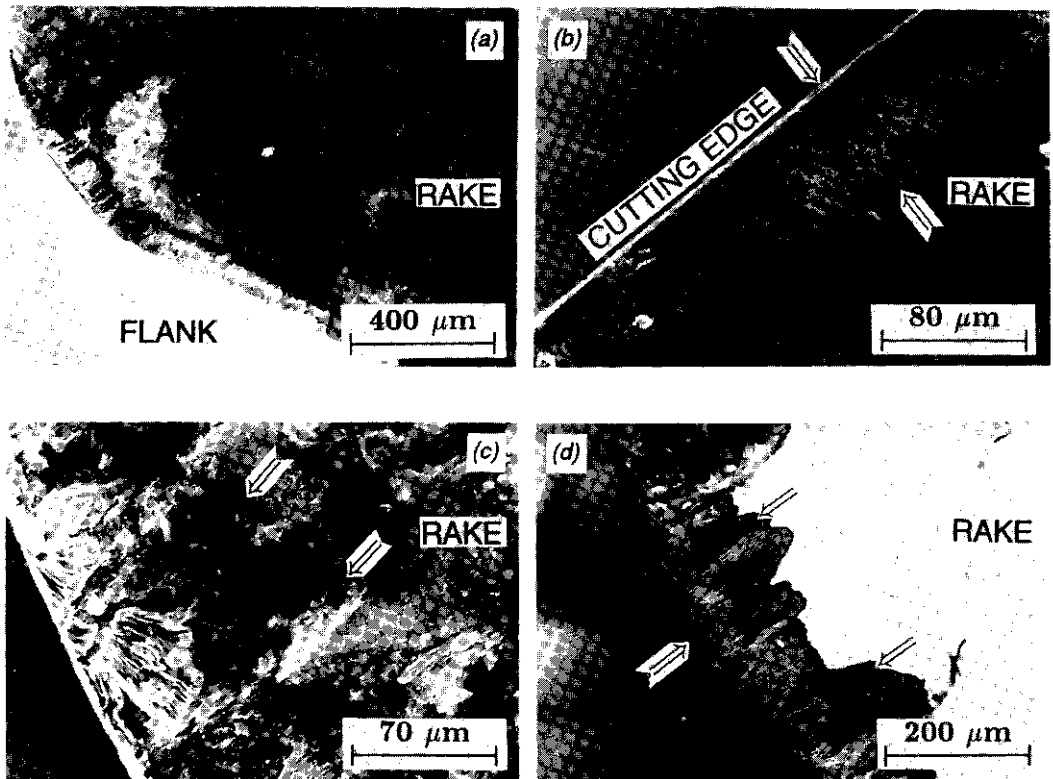 (a)
RAKE
FLANK
400 μm
(b)
CUTTING EDGE
RAKE
80 μm
(c)
RAKE
70 μm
(d)
RAKE
200 μm